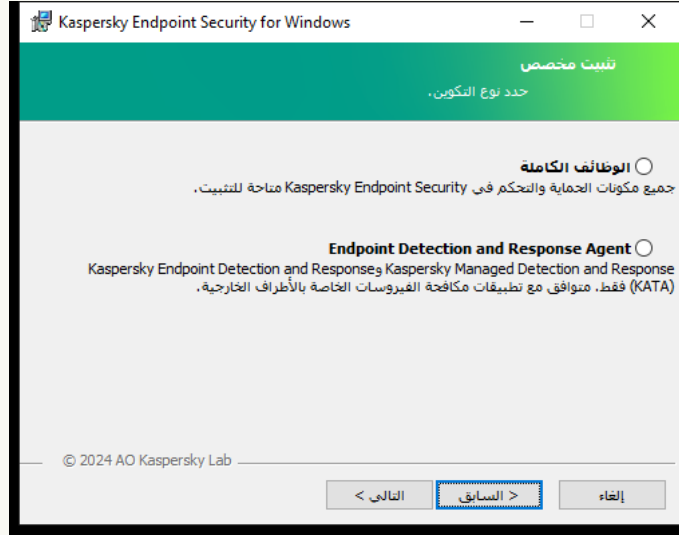 Kaspersky Endpoint Security for Windows
تثبيت مخصص
حدد نوع التكوين.
الوظائف الكاملة
جميع مكونات الحماية والتحكم في Kaspersky Endpoint Security متاحة للتثبيت.
Endpoint Detection and Response Agent
Kaspersky Endpoint Detection and Responseو Kaspersky Managed Detection and Response
(KATA) فقط. متوافق مع تطبيقات مكافحة الفيروسات الخاصة بالأطراف الخارجية.
© 2024 AO Kaspersky Lab
إلغاء
< السابق
التالي >